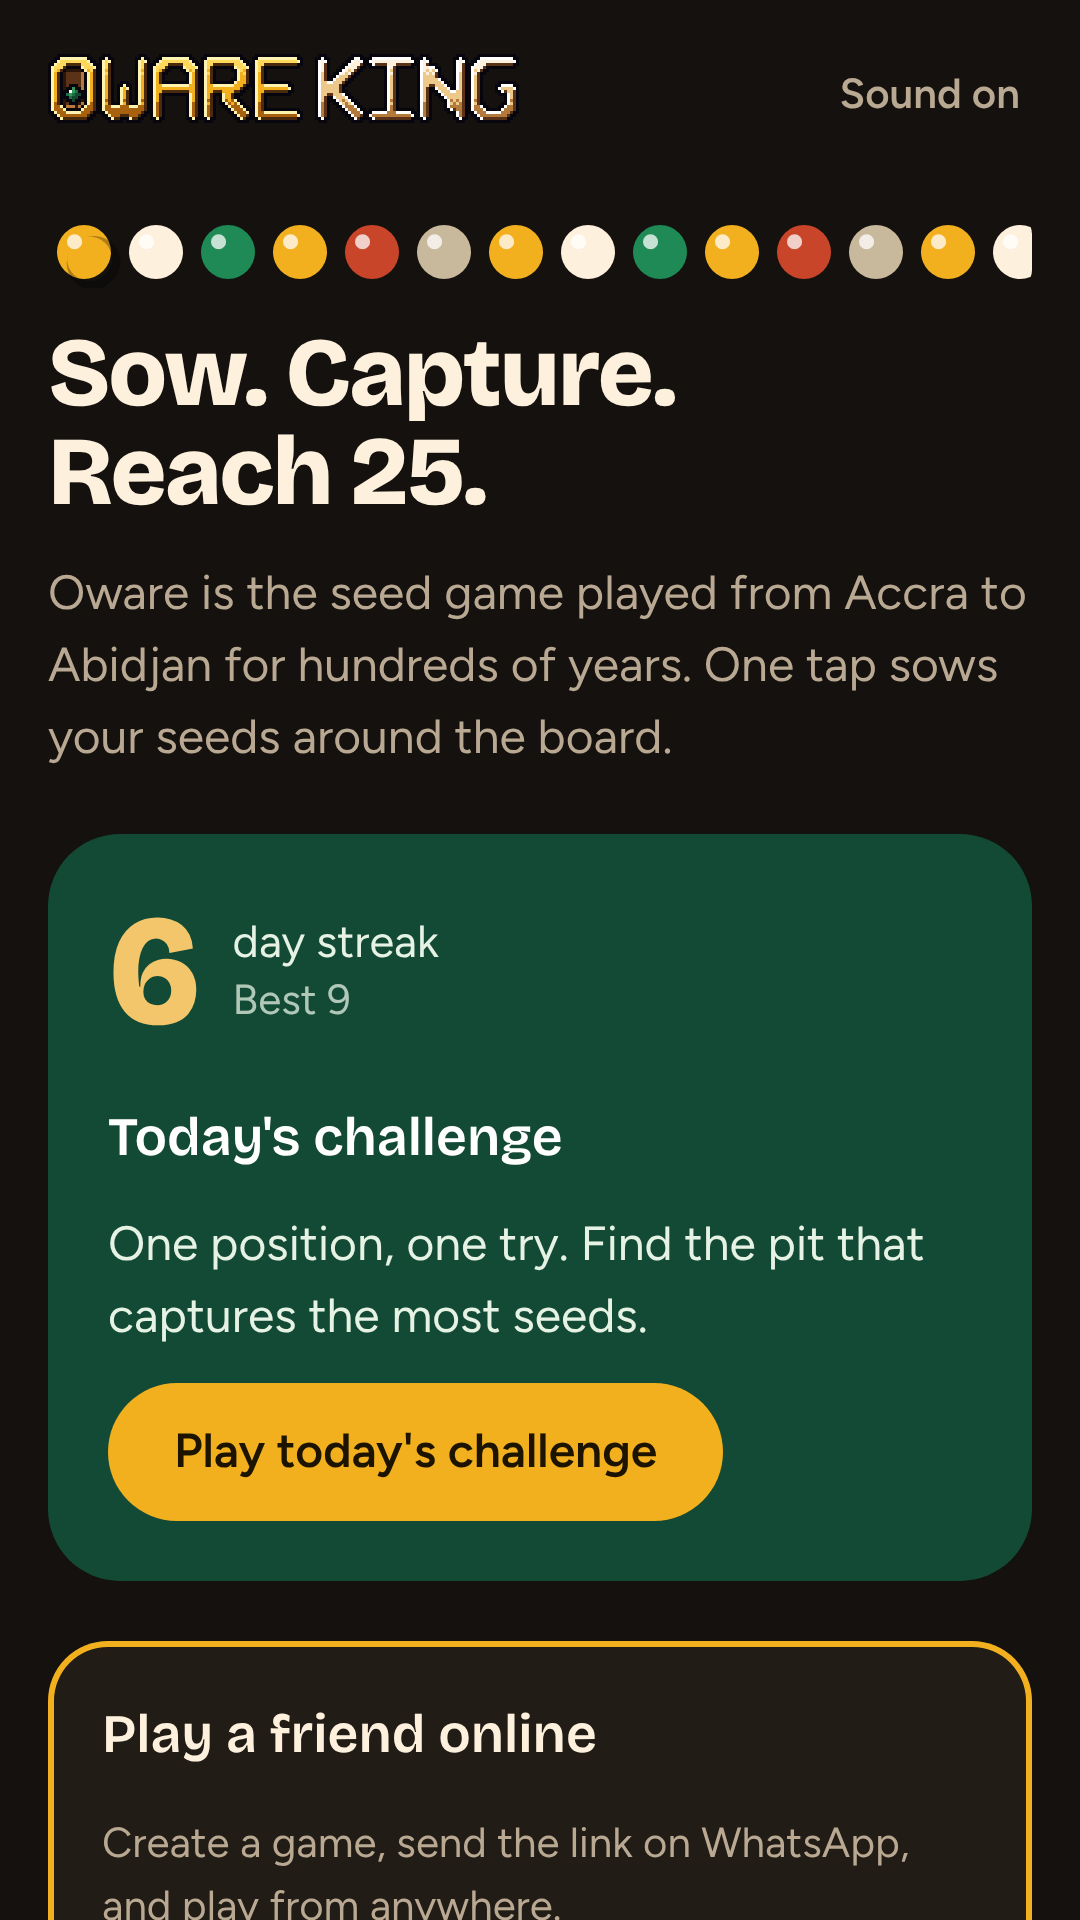 OWARE KING
Sound on
Sow. Capture.
Reach 25.
Oware is the seed game played from Accra to
Abidjan for hundreds of years. One tap sows
your seeds around the board.
6
day streak
Best 9
Today's challenge
One position, one try. Find the pit that
captures the most seeds.
Play today's challenge
Play a friend online
Create a game, send the link on WhatsApp,
and play from anywhere.